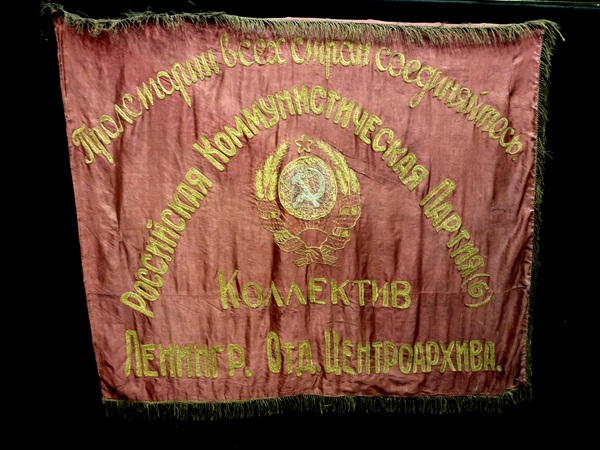 Пролетарии всех стран соединяйтесь.
Российская Коммунистическая Партия (б)
Коллектив
Ленингр. Отд. Центроархива.